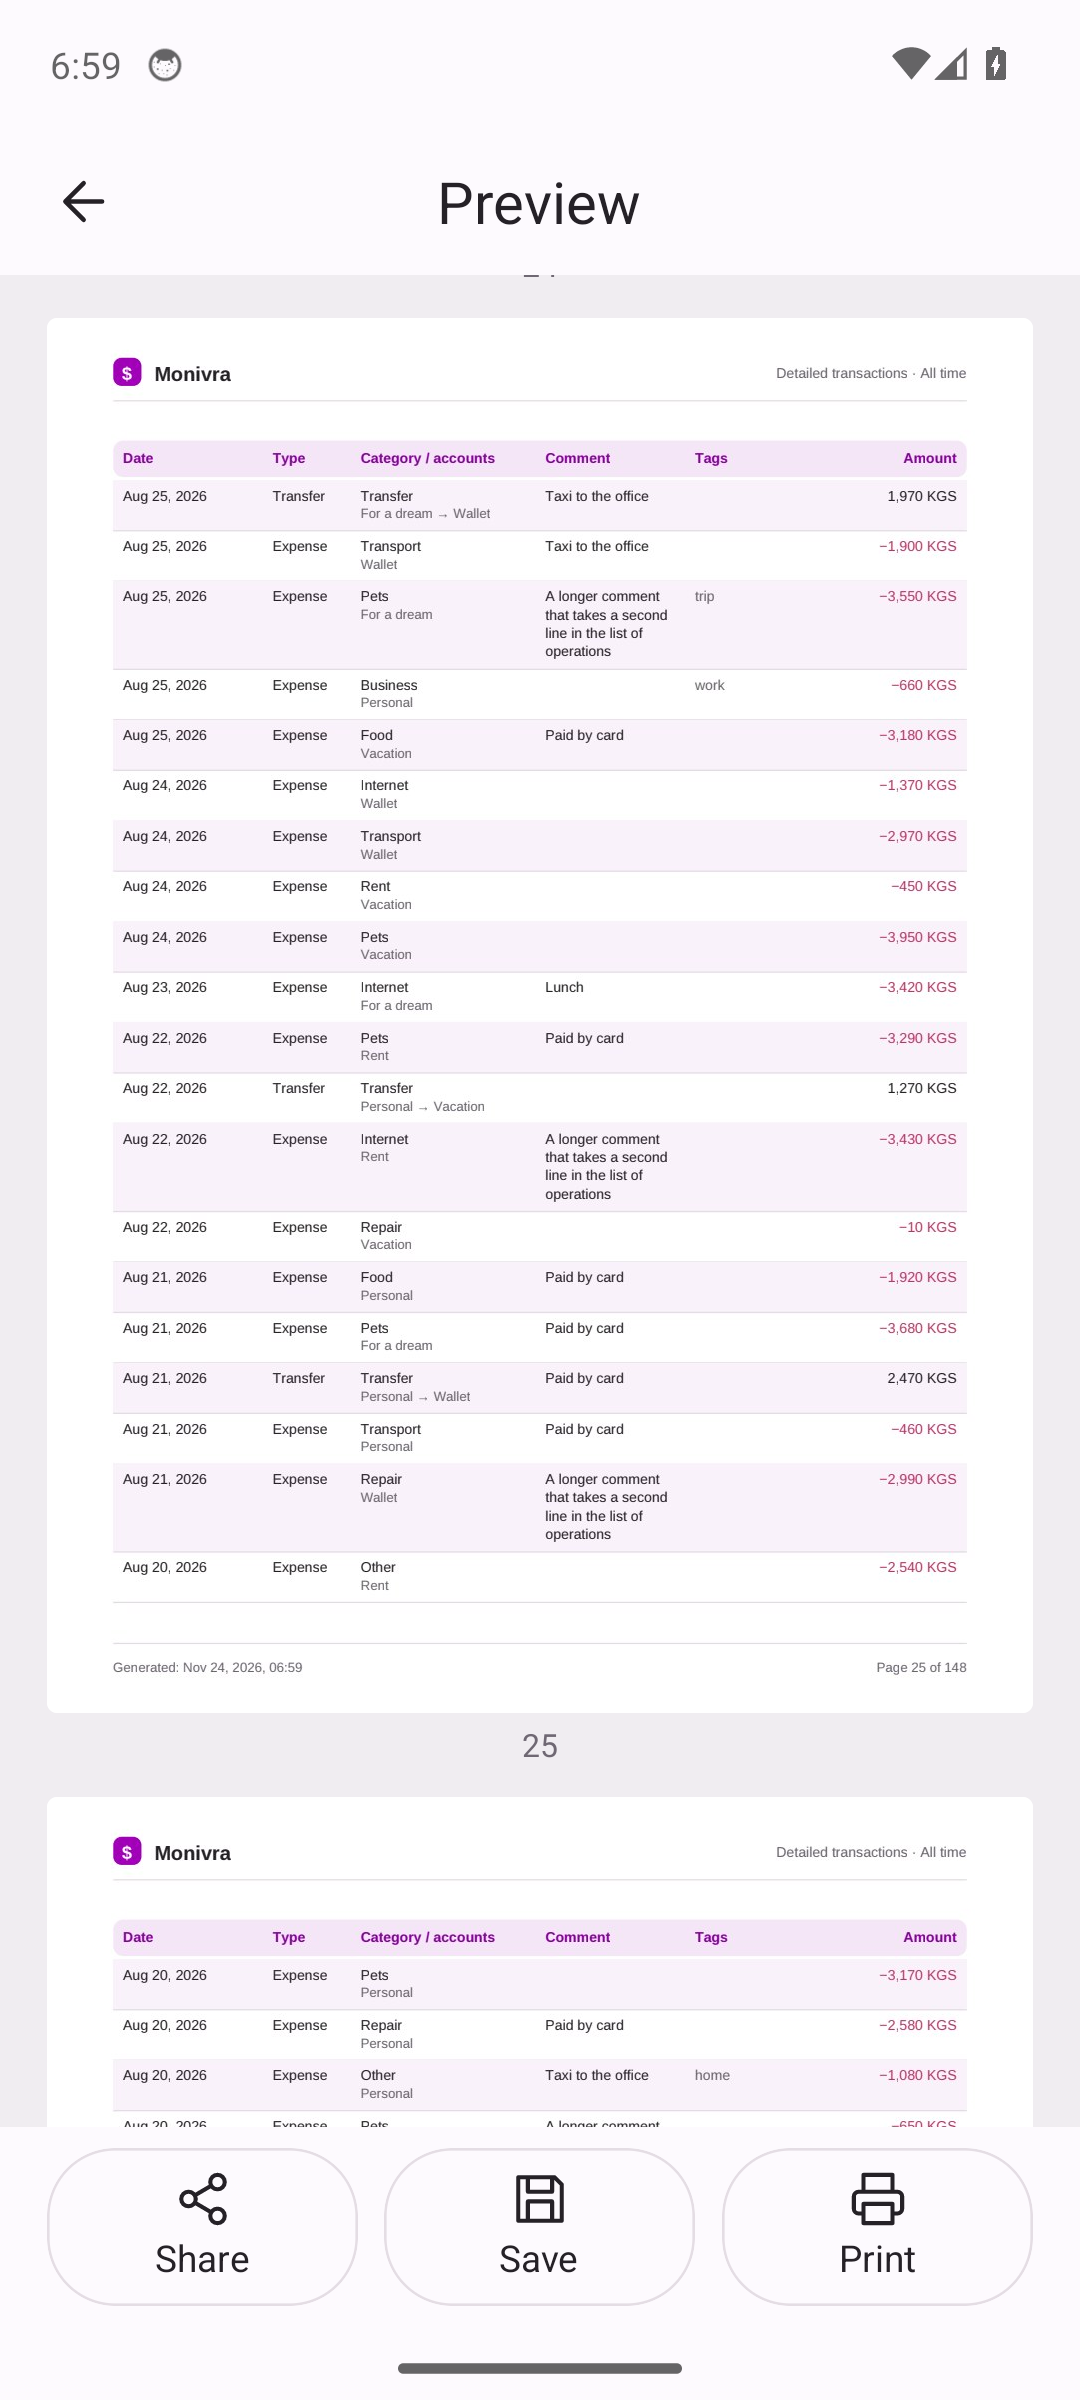 6:59
Preview
$ Monivra Detailed transactions · All time
Date Type Category / accounts Comment Tags Amount
Aug 25, 2026 Transfer Transfer Taxi to the office 1,970 KGS
For a dream → Wallet
Aug 25, 2026 Expense Transport Taxi to the office −1,900 KGS
Wallet
Aug 25, 2026 Expense Pets A longer comment trip −3,550 KGS
For a dream that takes a second
line in the list of
operations
Aug 25, 2026 Expense Business work −660 KGS
Personal
Aug 25, 2026 Expense Food Paid by card −3,180 KGS
Vacation
Aug 24, 2026 Expense Internet −1,370 KGS
Wallet
Aug 24, 2026 Expense Transport −2,970 KGS
Wallet
Aug 24, 2026 Expense Rent −450 KGS
Vacation
Aug 24, 2026 Expense Pets −3,950 KGS
Vacation
Aug 23, 2026 Expense Internet Lunch −3,420 KGS
For a dream
Aug 22, 2026 Expense Pets Paid by card −3,290 KGS
Rent
Aug 22, 2026 Transfer Transfer 1,270 KGS
Personal → Vacation
Aug 22, 2026 Expense Internet A longer comment −3,430 KGS
Rent that takes a second
line in the list of
operations
Aug 22, 2026 Expense Repair −10 KGS
Vacation
Aug 21, 2026 Expense Food Paid by card −1,920 KGS
Personal
Aug 21, 2026 Expense Pets Paid by card −3,680 KGS
For a dream
Aug 21, 2026 Transfer Transfer Paid by card 2,470 KGS
Personal → Wallet
Aug 21, 2026 Expense Transport Paid by card −460 KGS
Personal
Aug 21, 2026 Expense Repair A longer comment −2,990 KGS
Wallet that takes a second
line in the list of
operations
Aug 20, 2026 Expense Other −2,540 KGS
Rent
Generated: Nov 24, 2026, 06:59 Page 25 of 148
25
$ Monivra Detailed transactions · All time
Date Type Category / accounts Comment Tags Amount
Aug 20, 2026 Expense Pets −3,170 KGS
Personal
Aug 20, 2026 Expense Repair Paid by card −2,580 KGS
Personal
Aug 20, 2026 Expense Other Taxi to the office home −1,080 KGS
Personal
Aug 20, 2026 Expense Pets A longer comment −650 KGS
Share Save Print